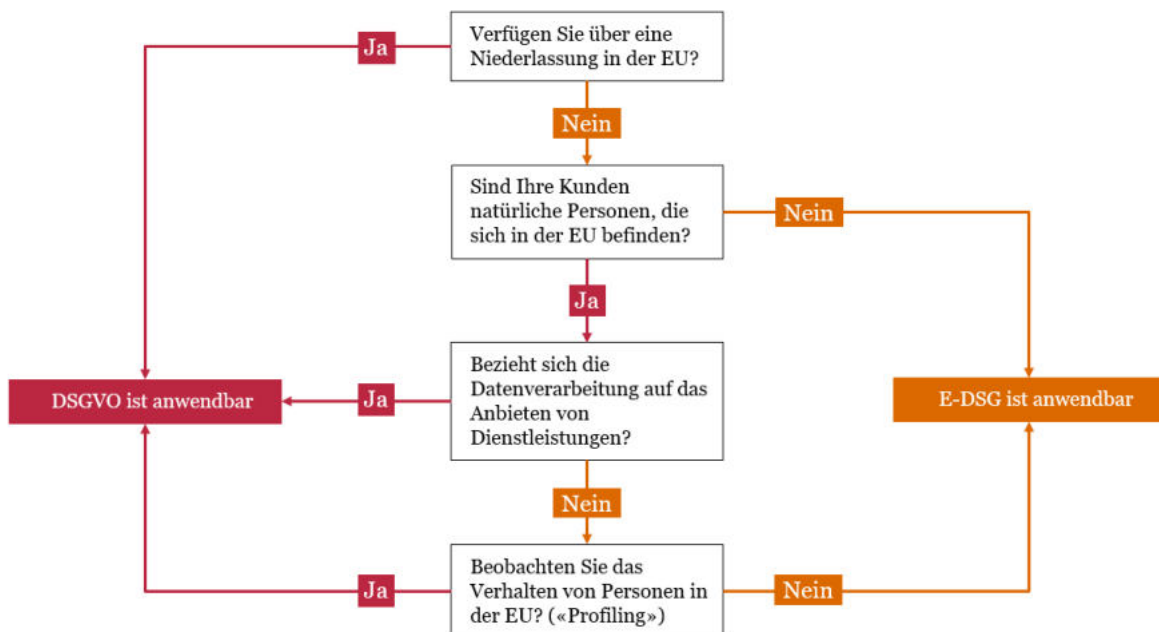 Verfügen Sie über eine
Niederlassung in der EU?
Ja
Nein
Sind Ihre Kunden
natürliche Personen, die
sich in der EU befinden?
Nein
Ja
Bezieht sich die
Datenverarbeitung auf das
Anbieten von
Dienstleistungen?
Ja
DSGVO ist anwendbar
E-DSG ist anwendbar
Nein
Beobachten Sie das
Verhalten von Personen in
der EU? («Profiling»)
Ja
Nein